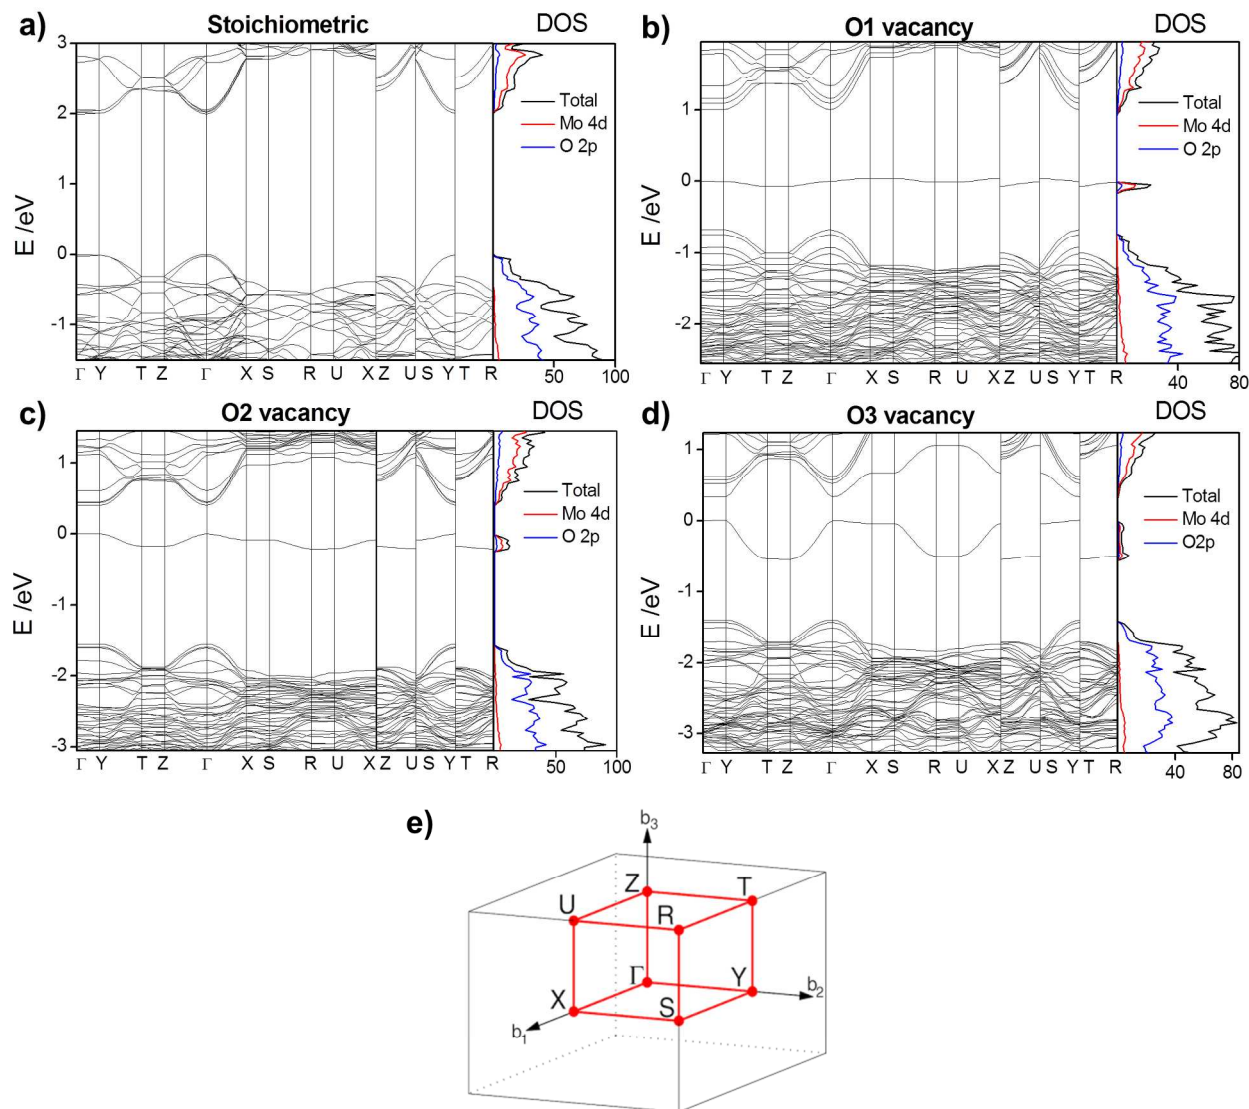 a)
Stoichiometric
DOS
3
2
1
0
-1
E /eV
Total
Mo 4d
O 2p
Γ Y T Z Γ X S R U X Z U S Y T R
50 100
b)
O1 vacancy
DOS
1
0
-1
-2
E /eV
Total
Mo 4d
O 2p
Γ Y T Z Γ X S R U X Z U S Y T R
40 80
c)
O2 vacancy
DOS
1
0
-1
-2
-3
E /eV
Total
Mo 4d
O 2p
Γ Y T Z Γ X S R U X Z U S Y T R
50 100
d)
O3 vacancy
DOS
1
0
-1
-2
-3
E /eV
Total
Mo 4d
O2p
Γ Y T Z Γ X S R U X Z U S Y T R
40 80
e)
b3
Z T
U R
Γ Y
b2
X S
b1